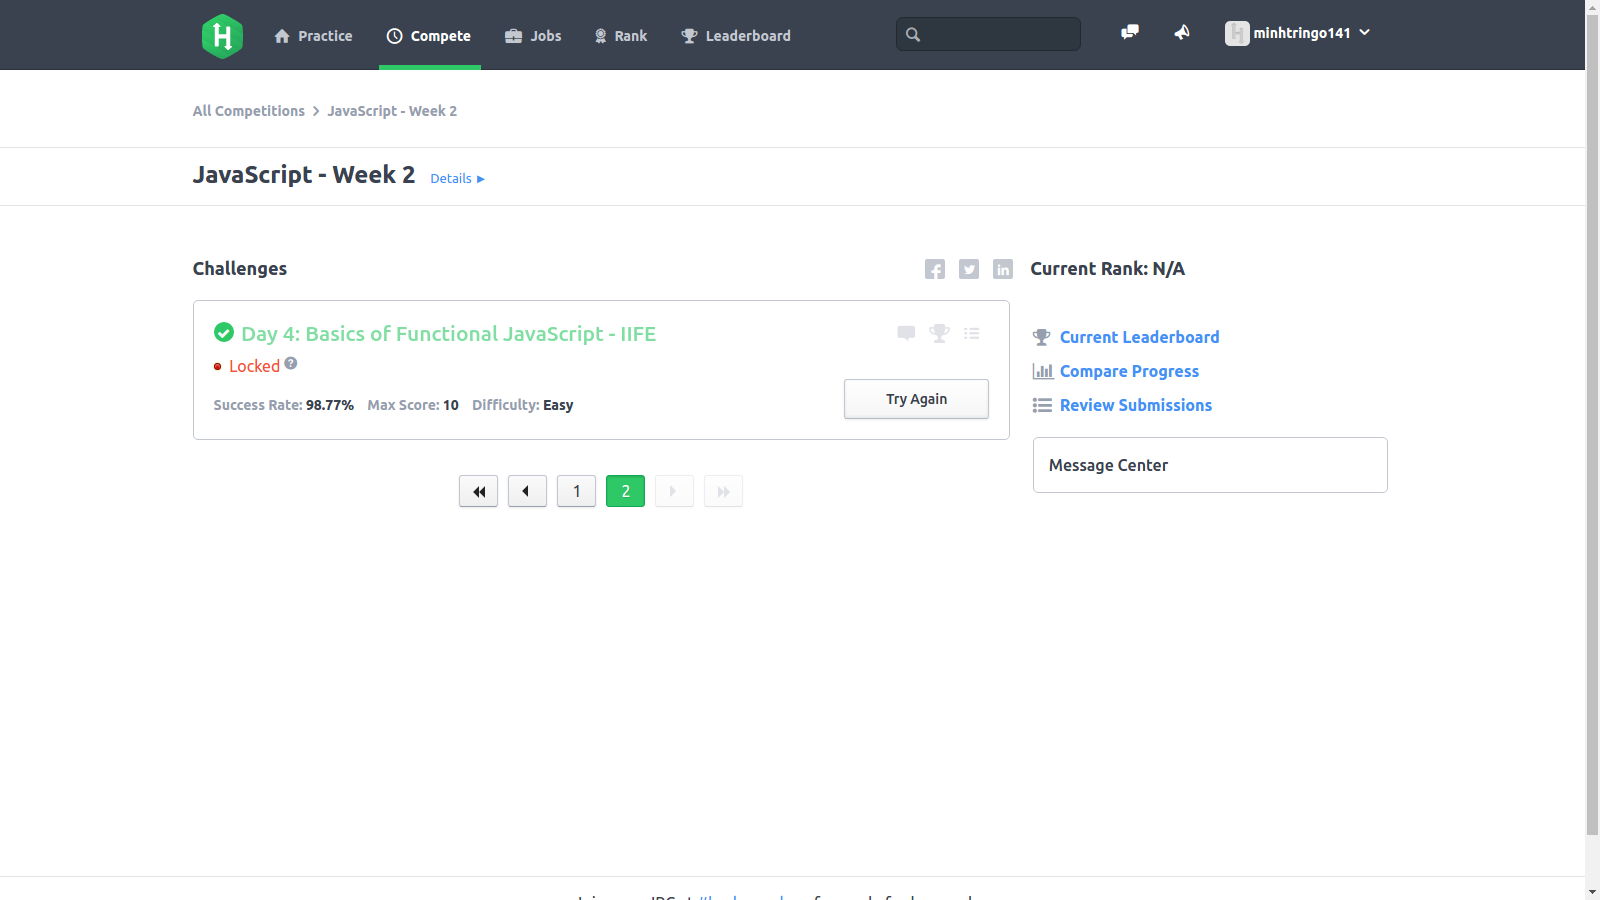 Practice
Compete
Jobs
Rank
Leaderboard
minhtringo141
All Competitions
JavaScript - Week 2
JavaScript - Week 2
Details
Challenges
Current Rank: N/A
Day 4: Basics of Functional JavaScript - IIFE
Locked
Success Rate: 98.77% Max Score: 10 Difficulty: Easy
Try Again
1
2
Current Leaderboard
Compare Progress
Review Submissions
Message Center